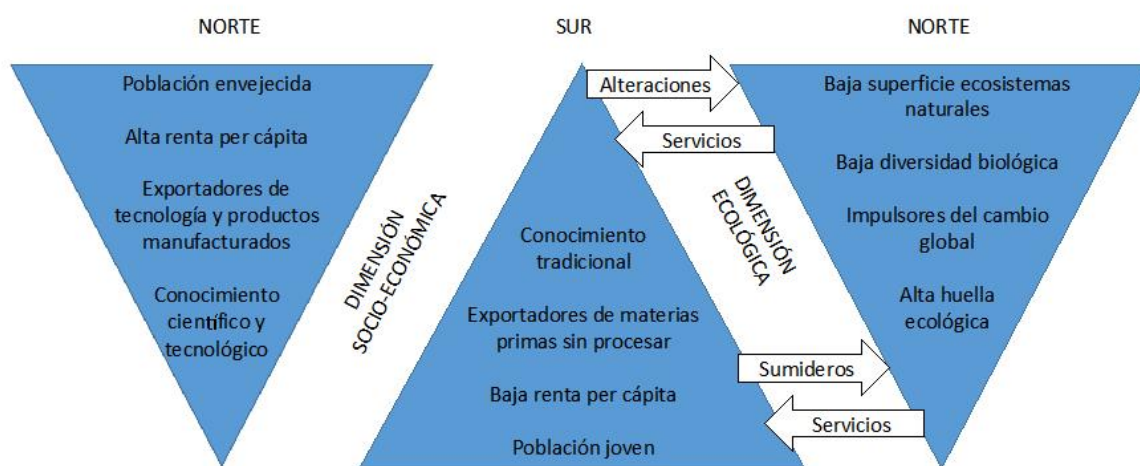 NORTE
SUR
NORTE
Población envejecida
Alta renta per cápita
Exportadores de
tecnología y productos
manufacturados
Conocimiento
científico y
tecnológico
DIMENSIÓN
SOCIO-ECONÓMICA
Conocimiento
tradicional
Exportadores de materias
primas sin procesar
Baja renta per cápita
Población joven
Alteraciones
Servicios
DIMENSIÓN
ECOLÓGICA
Sumideros
Servicios
Baja superficie ecosistemas
naturales
Baja diversidad biológica
Impulsores del cambio
global
Alta huella
ecológica